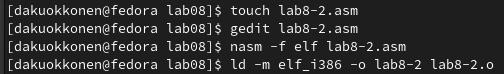 [dakuokkonen@fedora lab08]$ touch lab8-2.asm
[dakuokkonen@fedora lab08]$ gedit lab8-2.asm
[dakuokkonen@fedora lab08]$ nasm -f elf lab8-2.asm
[dakuokkonen@fedora lab08]$ ld -m elf_i386 -o lab8-2 lab8-2.o